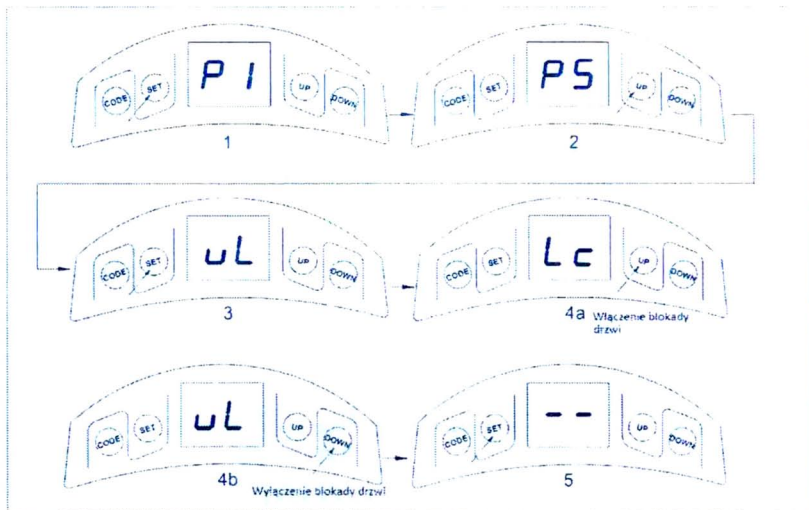 CODE SET P1 UP DOWN
1
CODE SET PS UP DOWN
2
CODE SET uL UP DOWN
3
CODE SET Lc UP DOWN
4a Włączenie blokady
drzwi
CODE SET uL UP DOWN
4b
Wyłączenie blokady drzwi
CODE SET -- UP DOWN
5